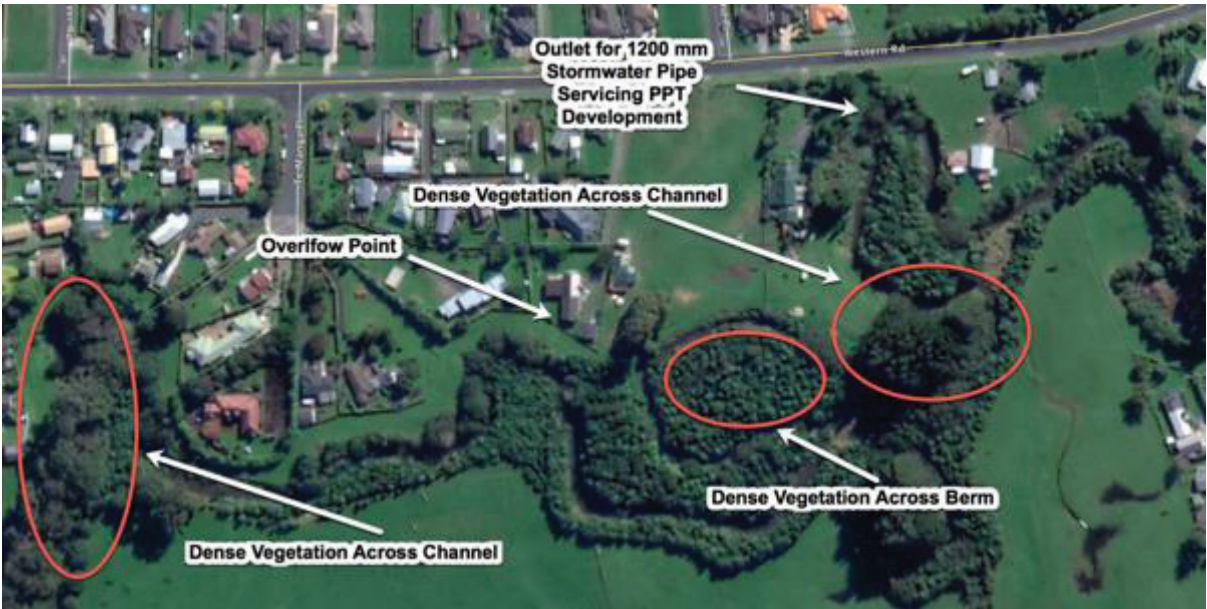 Western Rd
Outlet for 1200 mm
Stormwater Pipe
Servicing PPT
Development
Dense Vegetation Across Channel
Overlfow Point
Dense Vegetation Across Berm
Dense Vegetation Across Channel